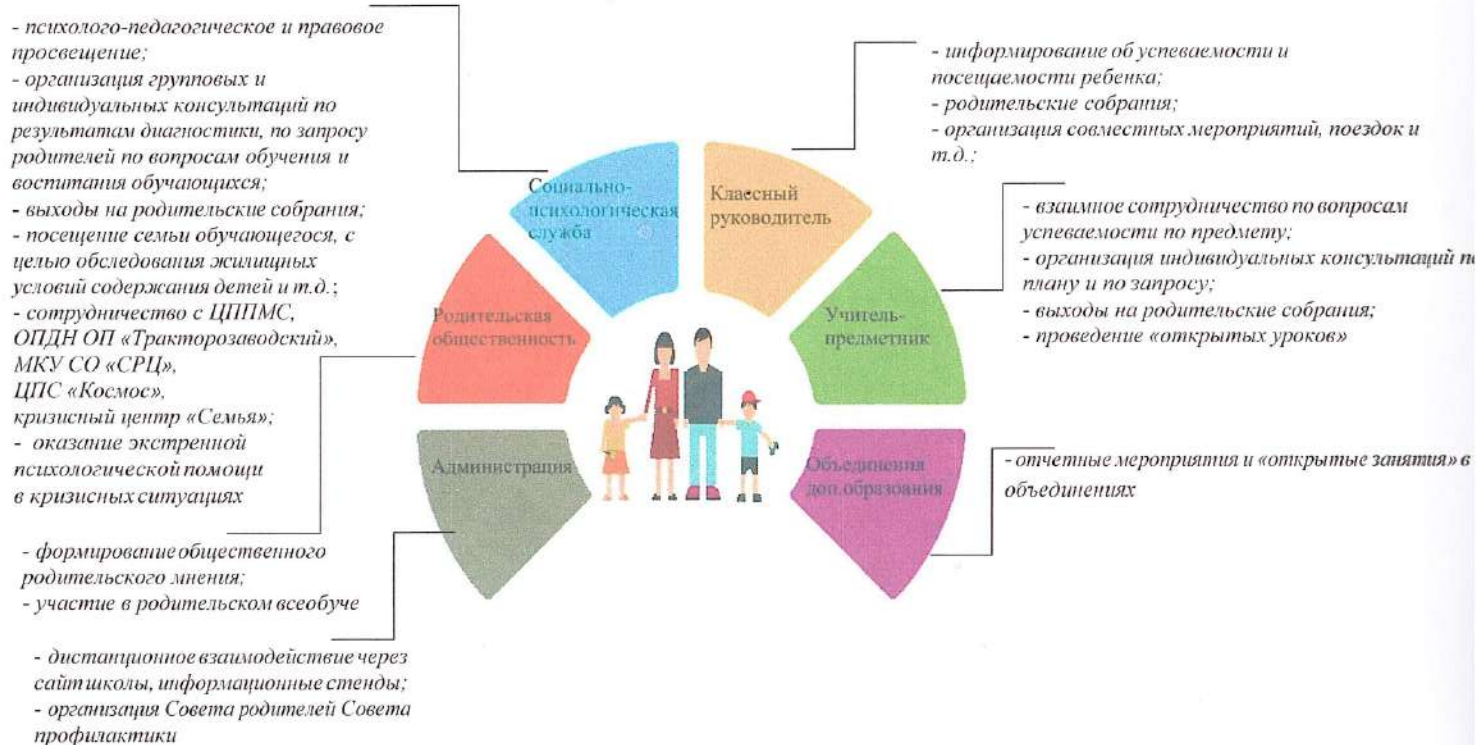 - психолого-педагогическое и правовое
просвещение;
- организация групповых и
индивидуальных консультаций по
результатам диагностики, по запросу
родителей по вопросам обучения и
воспитания обучающихся;
- выходы на родительские собрания;
- посещение семьи обучающегося, с
целью обследования жилищных
условий содержания детей и т.д.;
- сотрудничество с ЦППМС,
ОПДН ОП «Тракторозаводский»,
МКУ СО «СРЦ»,
ЦПС «Космос»,
кризисный центр «Семья»;
- оказание экстренной
психологической помощи
в кризисных ситуациях
- формирование общественного
родительского мнения;
- участие в родительском всеобуче
- дистанционное взаимодействие через
сайт школы, информационные стенды;
- организация Совета родителей Совета
профилактики
Социально-
психологическая
служба
Классный
руководитель
Родительская
общественность
Учитель-
предметник
Администрация
Объединения
доп.образования
- информирование об успеваемости и
посещаемости ребенка;
- родительские собрания;
- организация совместных мероприятий, поездок и
т.д.;
- взаимное сотрудничество по вопросам
успеваемости по предмету;
- организация индивидуальных консультаций по
плану и по запросу;
- выходы на родительские собрания;
- проведение «открытых уроков»
- отчетные мероприятия и «открытые занятия» в
объединениях